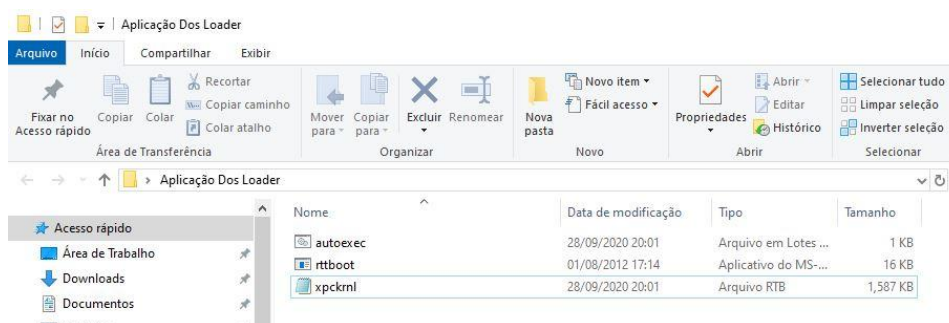 Aplicação Dos Loader
Arquivo Início Compartilhar Exibir
Fixar no Acesso rápido
Copiar
Colar
Recortar
Copiar caminho
Colar atalho
Área de Transferência
Mover para
Copiar para
Excluir
Renomear
Organizar
Nova pasta
Novo item
Fácil acesso
Novo
Propriedades
Abrir
Editar
Histórico
Abrir
Selecionar tudo
Limpar seleção
Inverter seleção
Selecionar
Aplicação Dos Loader
Acesso rápido
Área de Trabalho
Downloads
Documentos
Nome Data de modificação Tipo Tamanho
autoexec 28/09/2020 20:01 Arquivo em Lotes ... 1 KB
rttboot 01/08/2012 17:14 Aplicativo do MS-... 16 KB
xpckrnl 28/09/2020 20:01 Arquivo RTB 1,587 KB